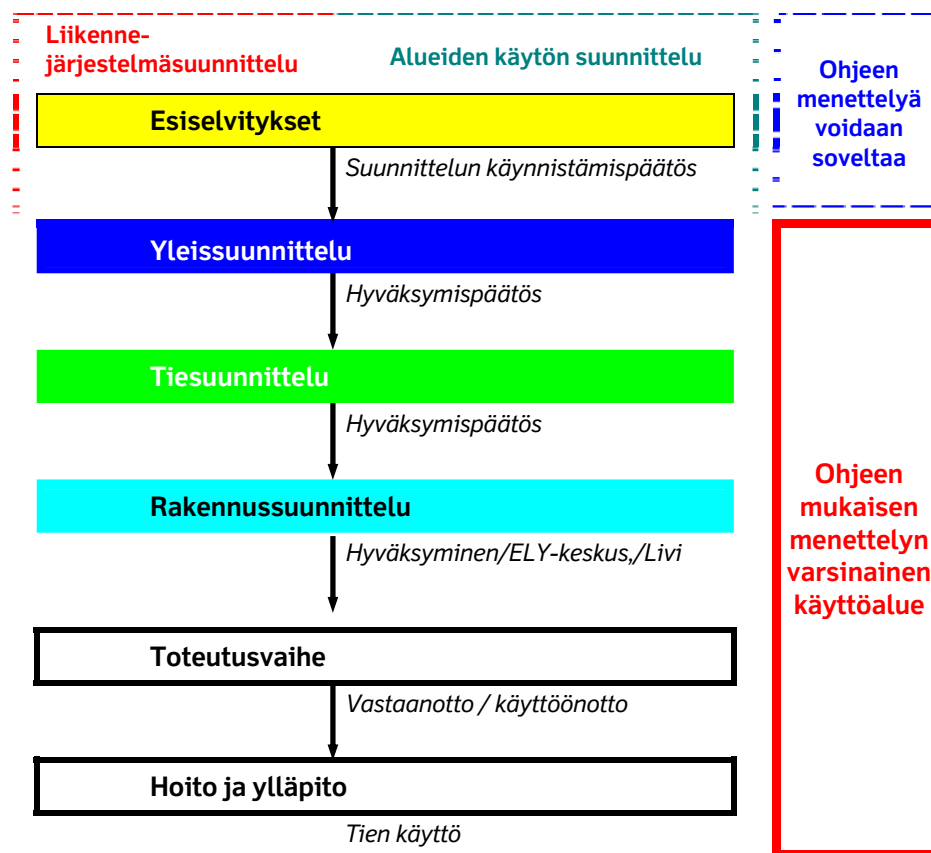 Liikenne-
järjestelmäsuunnittelu
Alueiden käytön suunnittelu
Ohjeen
menettelyä
voidaan
soveltaa
Esiselvitykset
Suunnittelun käynnistämispäätös
Yleissuunnittelu
Hyväksymispäätös
Tiesuunnittelu
Hyväksymispäätös
Rakennussuunnittelu
Hyväksyminen/ELY-keskus,/Livi
Toteutusvaihe
Vastaanotto / käyttöönotto
Hoito ja ylläpito
Tien käyttö
Ohjeen
mukaisen
menettelyn
varsinainen
käyttöalue